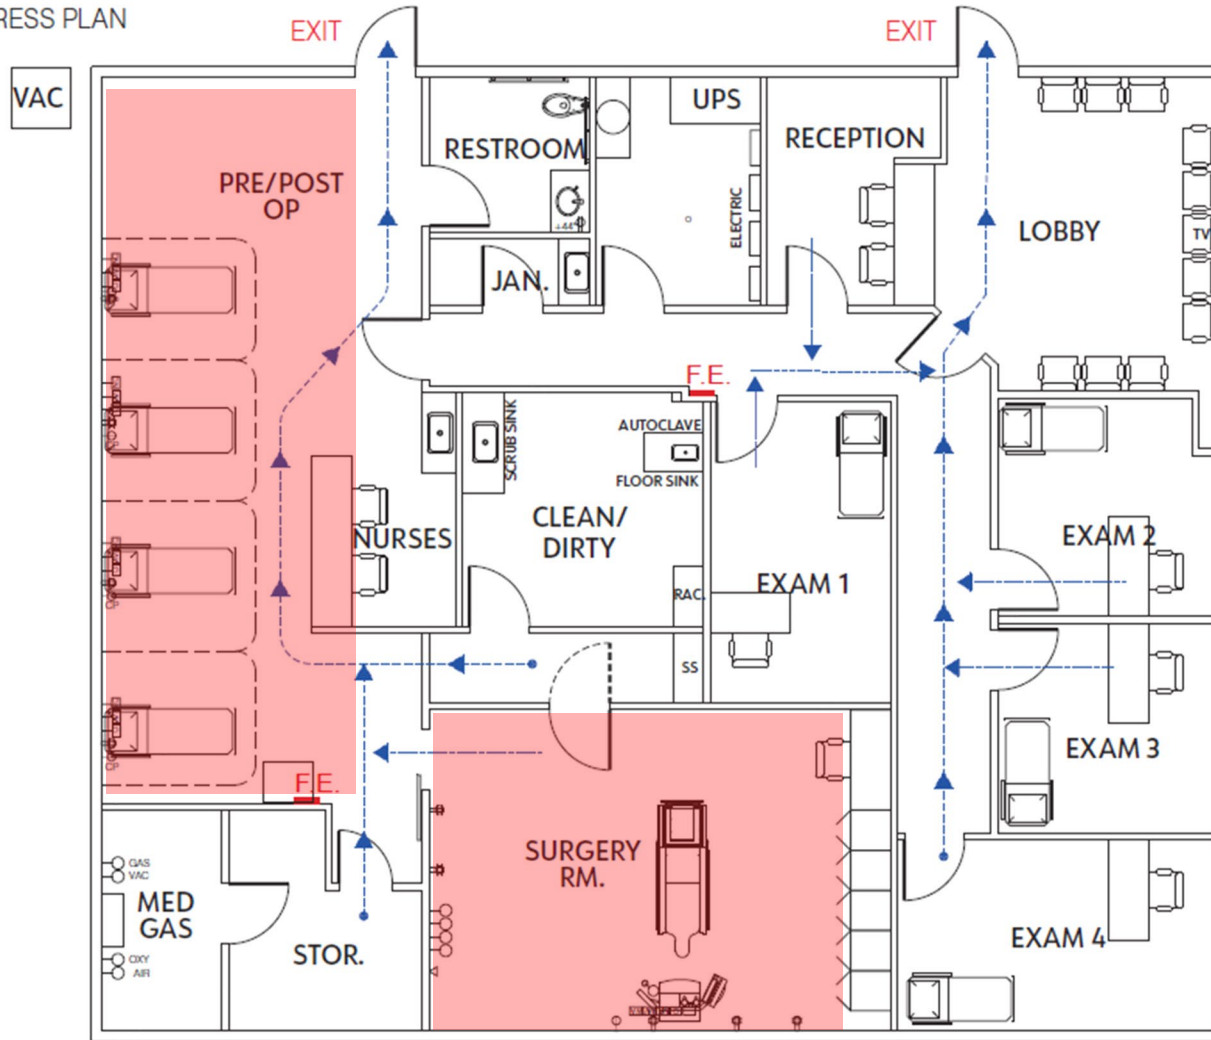 RESS PLAN
EXIT
EXIT
VAC
UPS
RESTROOM
RECEPTION
PRE/POST
OP
ELECTRIC
+44"
LOBBY
TV
JAN.
F.E.
SCRUB SINK
AUTOCLAVE
FLOOR SINK
NURSES
CLEAN/
DIRTY
EXAM 1
EXAM 2
RAC.
SS
EXAM 3
F.E.
SURGERY
RM.
GAS
VAC
MED
GAS
STOR.
OXY
AIR
EXAM 4